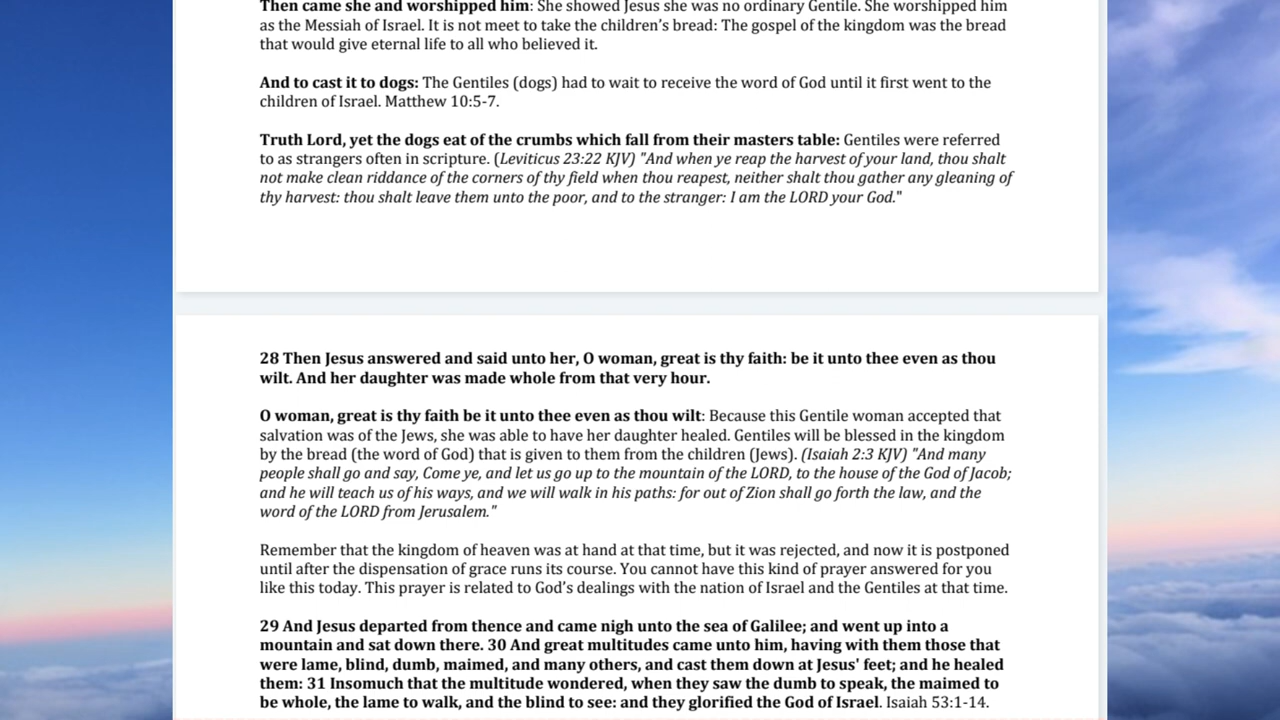 Then came she and worshipped him: She showed Jesus she was no ordinary Gentile. She worshipped him
as the Messiah of Israel. It is not meet to take the children’s bread: The gospel of the kingdom was the bread
that would give eternal life to all who believed it.
And to cast it to dogs: The Gentiles (dogs) had to wait to receive the word of God until it first went to the
children of Israel. Matthew 10:5-7.
Truth Lord, yet the dogs eat of the crumbs which fall from their masters table: Gentiles were referred
to as strangers often in scripture. (Leviticus 23:22 KJV) "And when ye reap the harvest of your land, thou shalt
not make clean riddance of the corners of thy field when thou reapest, neither shalt thou gather any gleaning of
thy harvest: thou shalt leave them unto the poor, and to the stranger: I am the LORD your God."
28 Then Jesus answered and said unto her, O woman, great is thy faith: be it unto thee even as thou
wilt. And her daughter was made whole from that very hour.
O woman, great is thy faith be it unto thee even as thou wilt: Because this Gentile woman accepted that
salvation was of the Jews, she was able to have her daughter healed. Gentiles will be blessed in the kingdom
by the bread (the word of God) that is given to them from the children (Jews). (Isaiah 2:3 KJV) "And many
people shall go and say, Come ye, and let us go up to the mountain of the LORD, to the house of the God of Jacob;
and he will teach us of his ways, and we will walk in his paths: for out of Zion shall go forth the law, and the
word of the LORD from Jerusalem."
Remember that the kingdom of heaven was at hand at that time, but it was rejected, and now it is postponed
until after the dispensation of grace runs its course. You cannot have this kind of prayer answered for you
like this today. This prayer is related to God’s dealings with the nation of Israel and the Gentiles at that time.
29 And Jesus departed from thence and came nigh unto the sea of Galilee; and went up into a
mountain and sat down there. 30 And great multitudes came unto him, having with them those that
were lame, blind, dumb, maimed, and many others, and cast them down at Jesus' feet; and he healed
them: 31 Insomuch that the multitude wondered, when they saw the dumb to speak, the maimed to
be whole, the lame to walk, and the blind to see: and they glorified the God of Israel. Isaiah 53:1-14.